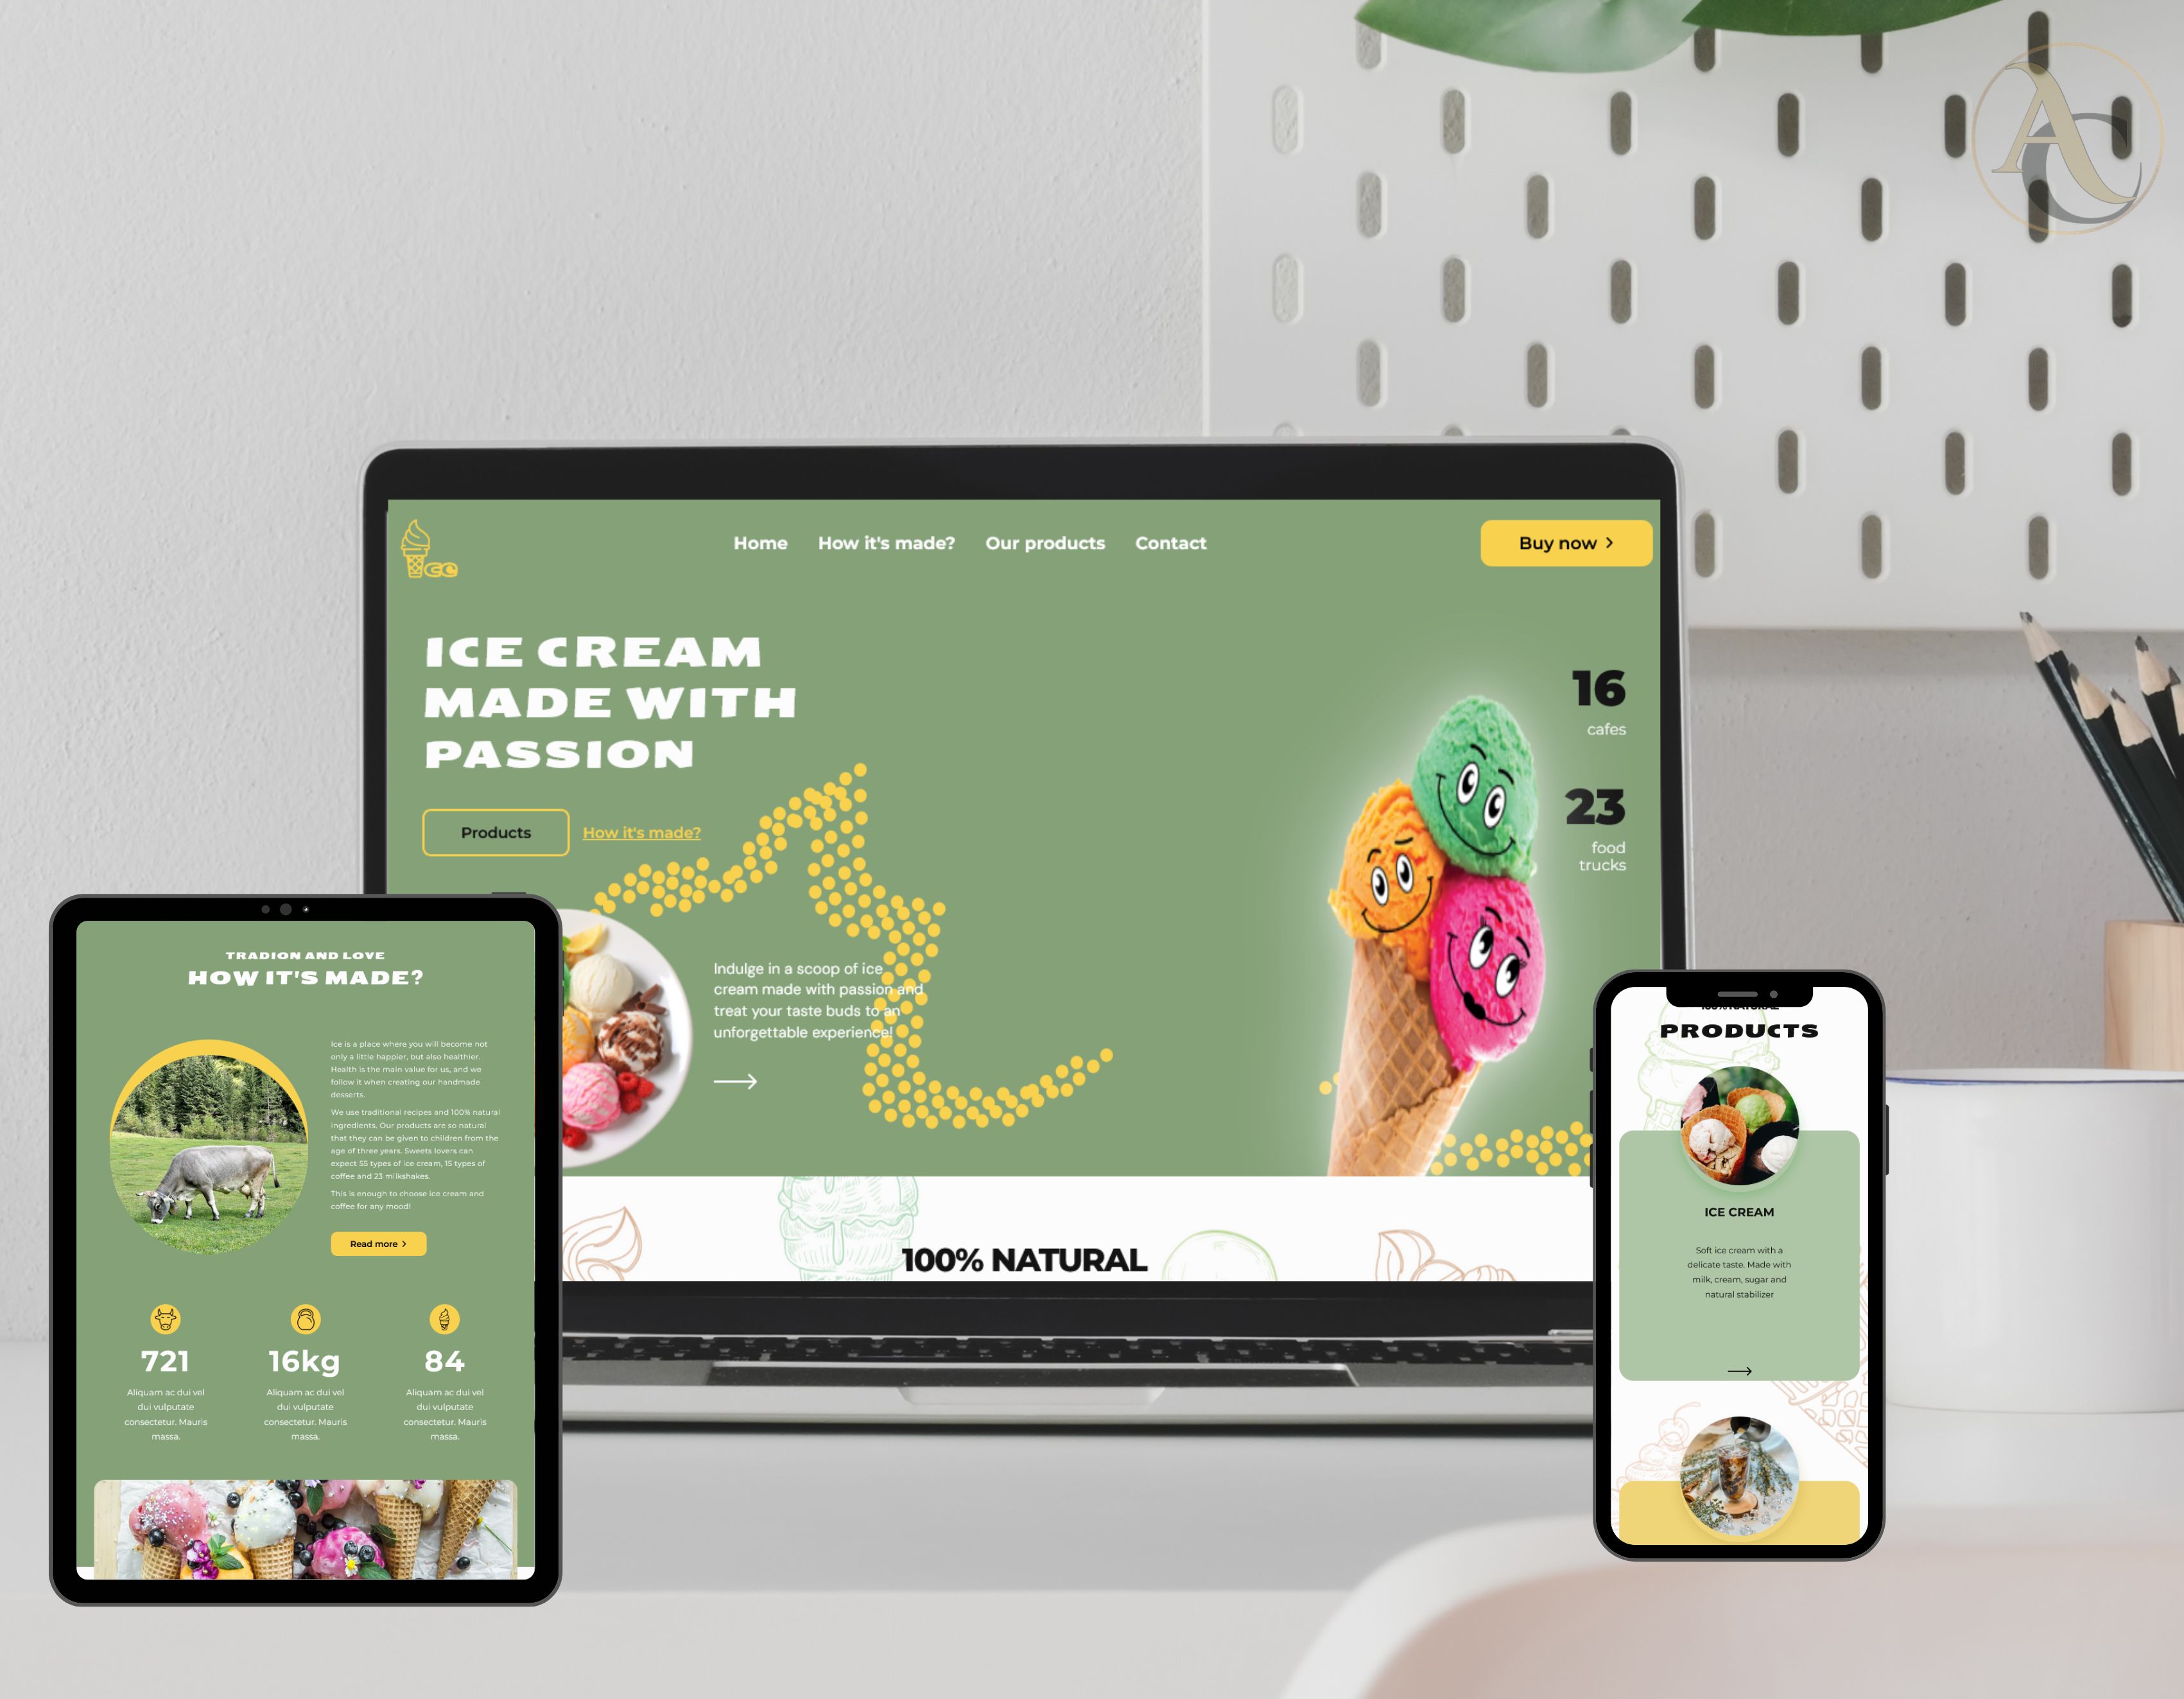 AC
Home How it's made? Our products Contact
Buy now
ICE CREAM
MADE WITH
PASSION
Products How it's made?
16
cafes
23
food
trucks
Indulge in a scoop of ice
cream made with passion and
treat your taste buds to an
unforgettable experience!
100% NATURAL
TRADION AND LOVE
HOW IT'S MADE?
Ice is a place where you will become not
only a little happier, but also healthier.
Health is the main value for us, and we
follow it when creating our handmade
desserts.
We use traditional recipes and 100% natural
ingredients. Our products are so natural
that they can be given to children from the
age of three years. Sweets lovers can
expect 55 types of ice cream, 15 types of
coffee and 23 milkshakes.
This is enough to choose ice cream and
coffee for any mood!
Read more
721
Aliquam ac dui vel
dui vulputate
consectetur. Mauris
massa.
16kg
Aliquam ac dui vel
dui vulputate
consectetur. Mauris
massa.
84
Aliquam ac dui vel
dui vulputate
consectetur. Mauris
massa.
100% NATURAL
PRODUCTS
ICE CREAM
Soft ice cream with a
delicate taste. Made with
milk, cream, sugar and
natural stabilizer